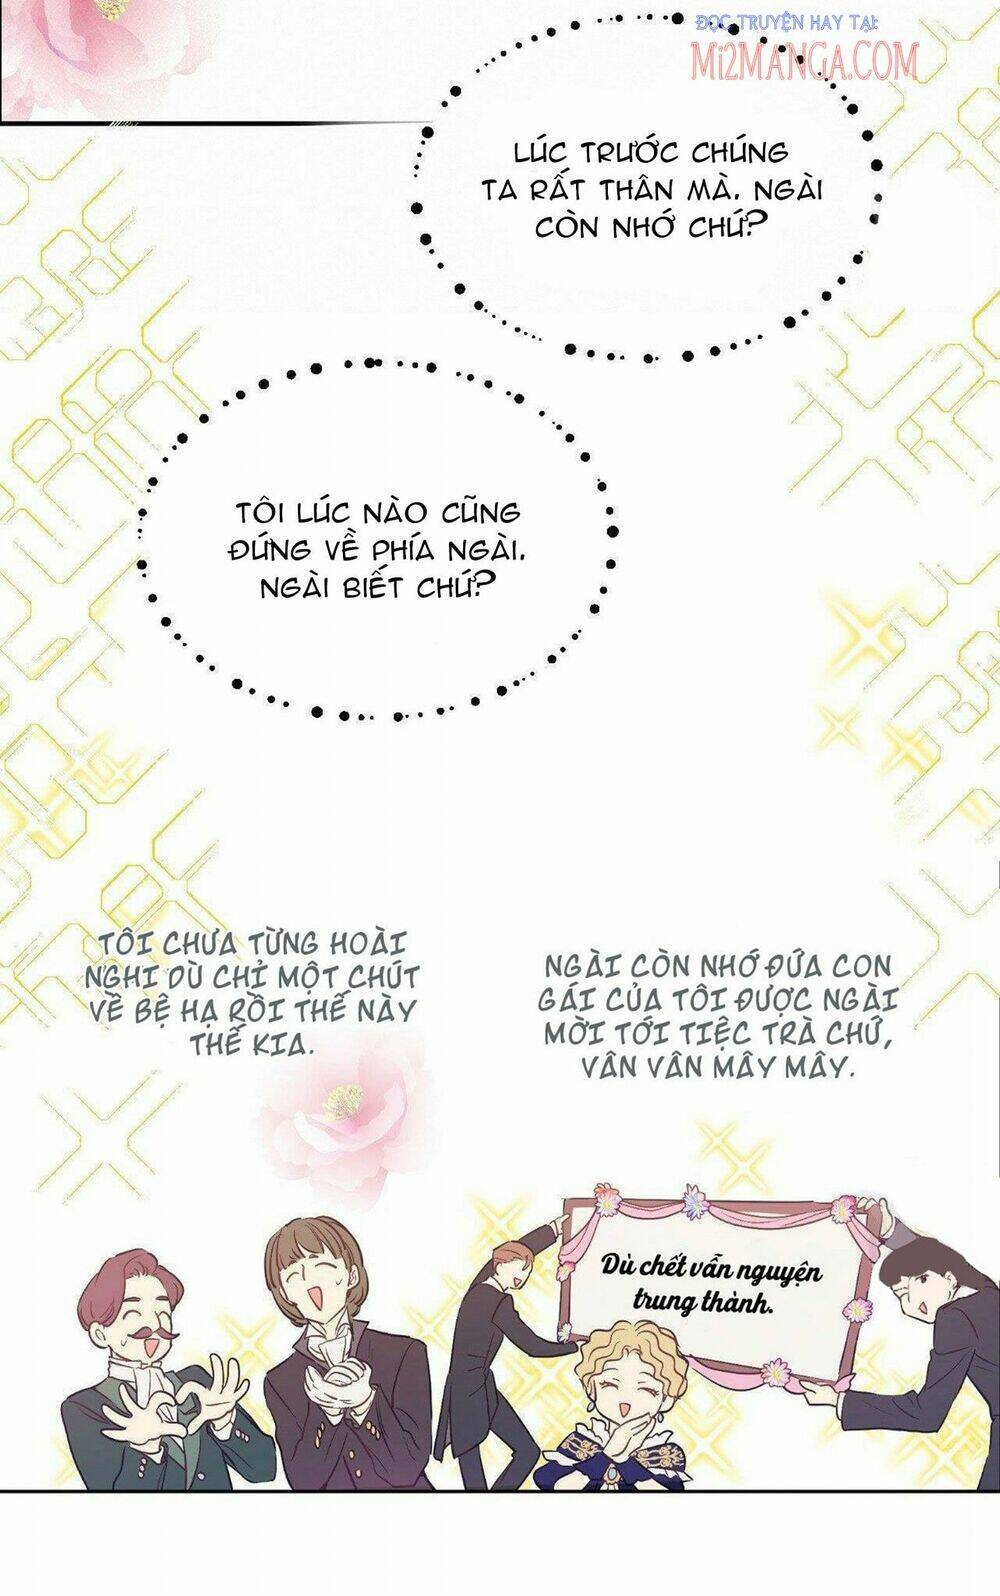 ĐỌC TRUYỆN HAY TẠI:
MI2MANGA.COM
LÚC TRƯỚC CHÚNG
TA RẤT THÂN MÀ. NGÀI
CÒN NHỚ CHỨ?
TÔI LÚC NÀO CŨNG
ĐỨNG VỀ PHÍA NGÀI.
NGÀI BIẾT CHỨ?
TÔI CHƯA TỪNG HOÀI
NGHI DÙ CHỈ MỘT CHÚT
VỀ BỆ HẠ RỒI THẾ NÀY
THẾ KIA.
NGÀI CÒN NHỚ ĐỨA CON
GÁI CỦA TÔI ĐƯỢC NGÀI
MỜI TỚI TIỆC TRÀ CHỨ,
VÂN VÂN MÂY MÂY.
Dù chết vẫn nguyện
trung thành.